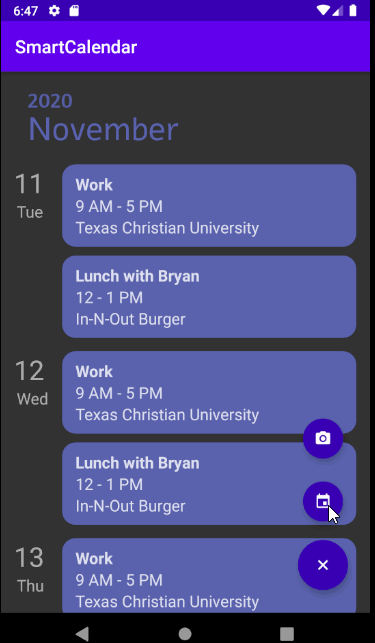 6:47
SmartCalendar
2020
November
11
Tue
Work
9 AM - 5 PM
Texas Christian University
Lunch with Bryan
12 - 1 PM
In-N-Out Burger
12
Wed
Work
9 AM - 5 PM
Texas Christian University
Lunch with Bryan
12 - 1 PM
In-N-Out Burger
13
Thu
Work
9 AM - 5 PM
Texas Christian University